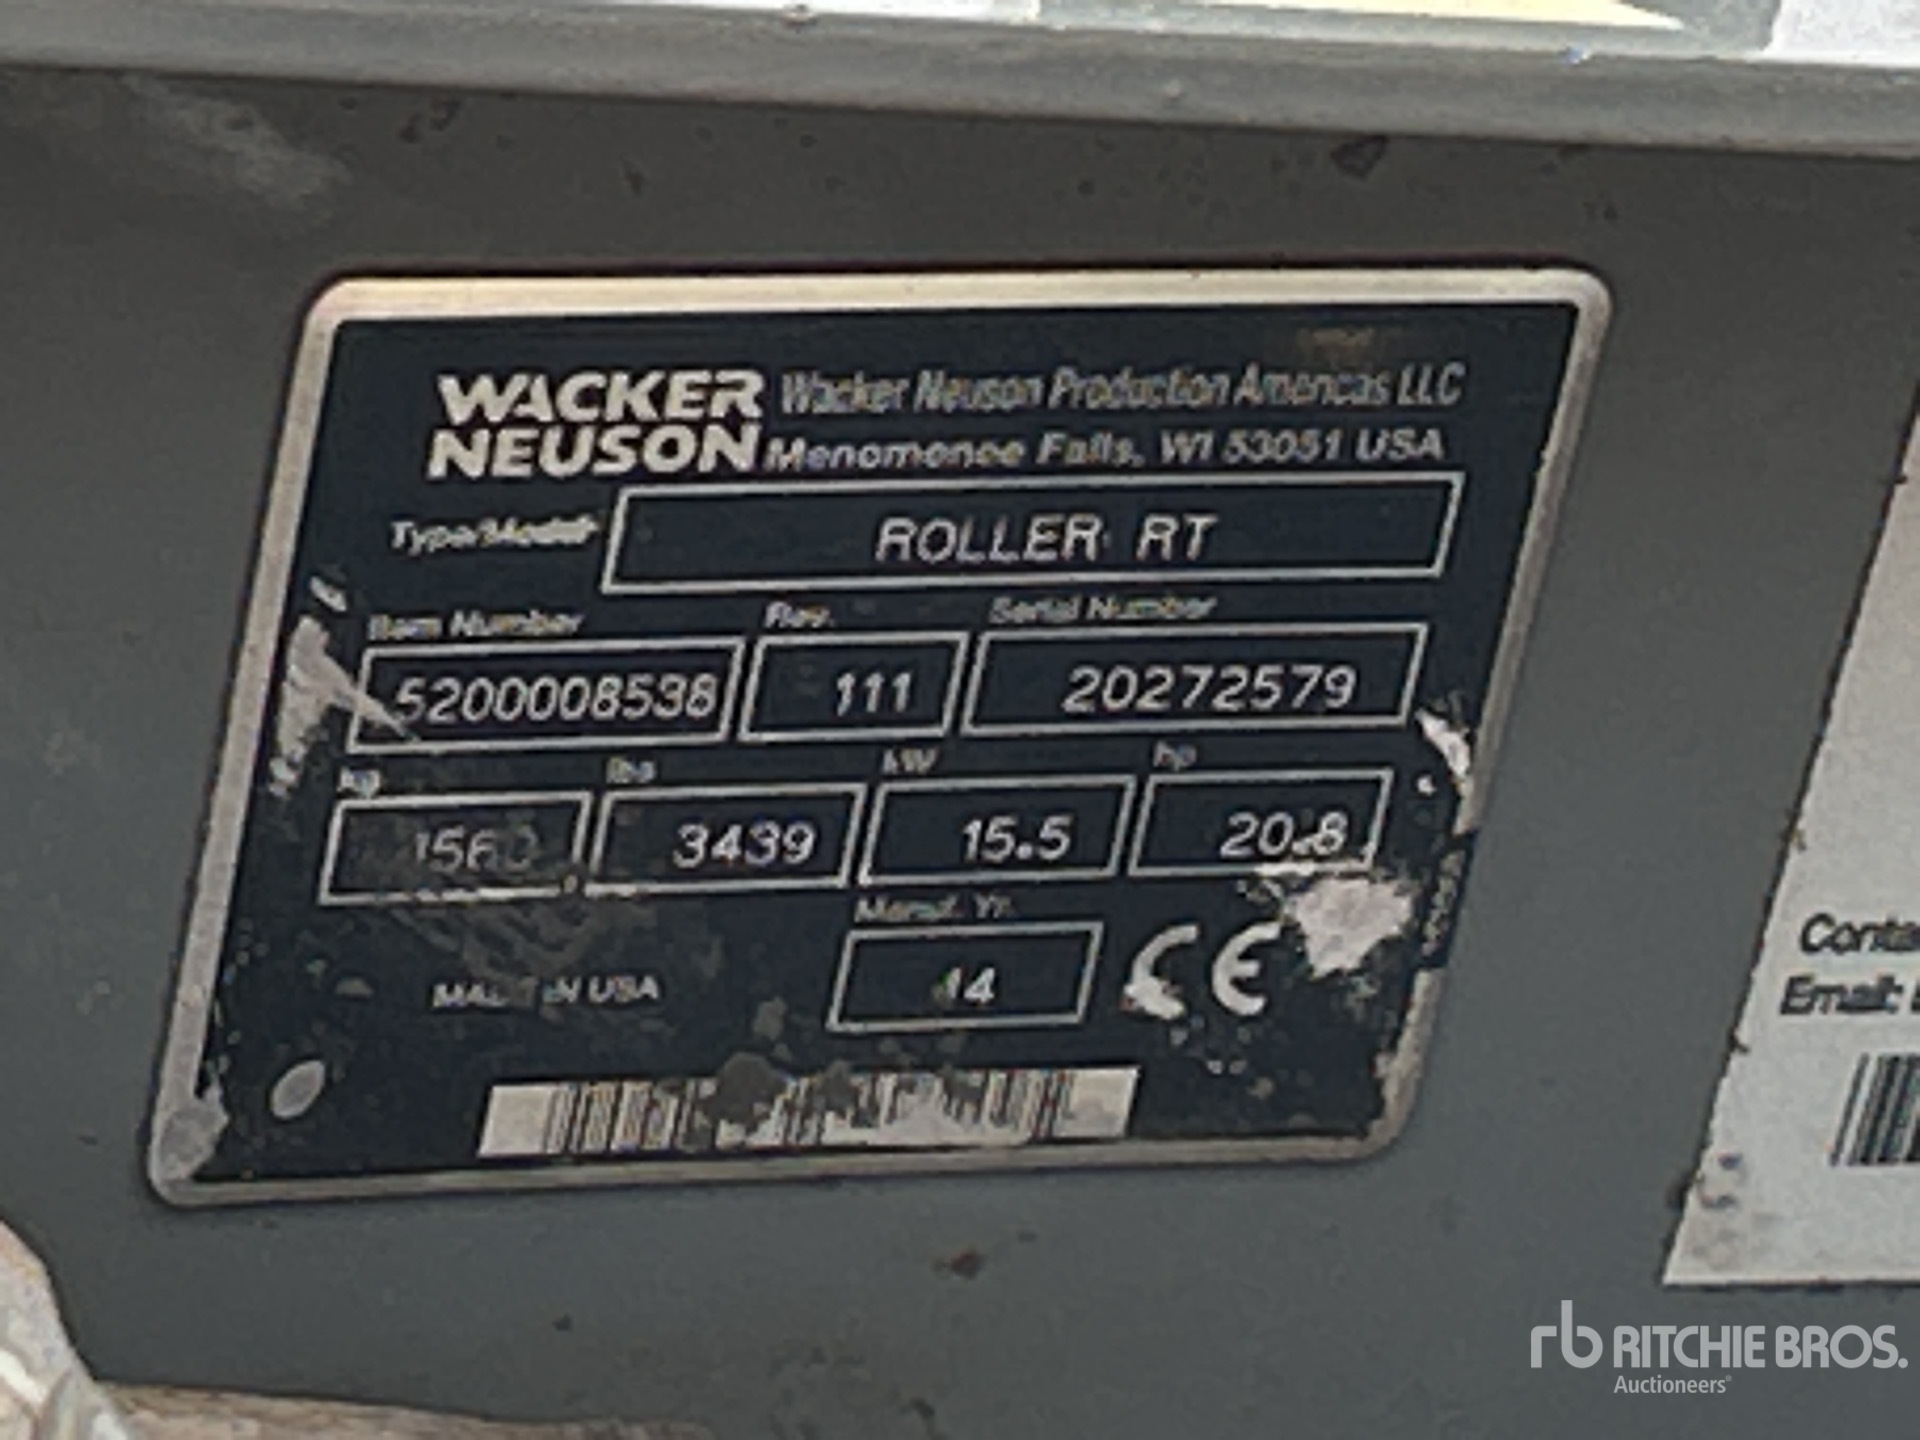 WACKER NEUSON
Wacker Neuson Production Americas LLC
Menomonee Falls, WI 53051 USA
Type/Model
ROLLER RT
Item Number Rev. Serial Number
5200008538 111 20272579
kg lbs kW hp
1560 3439 15.5 20.8
Manuf. Yr.
MADE IN USA 14 CE
Conta
Email:
rb RITCHIE BROS.
Auctioneers